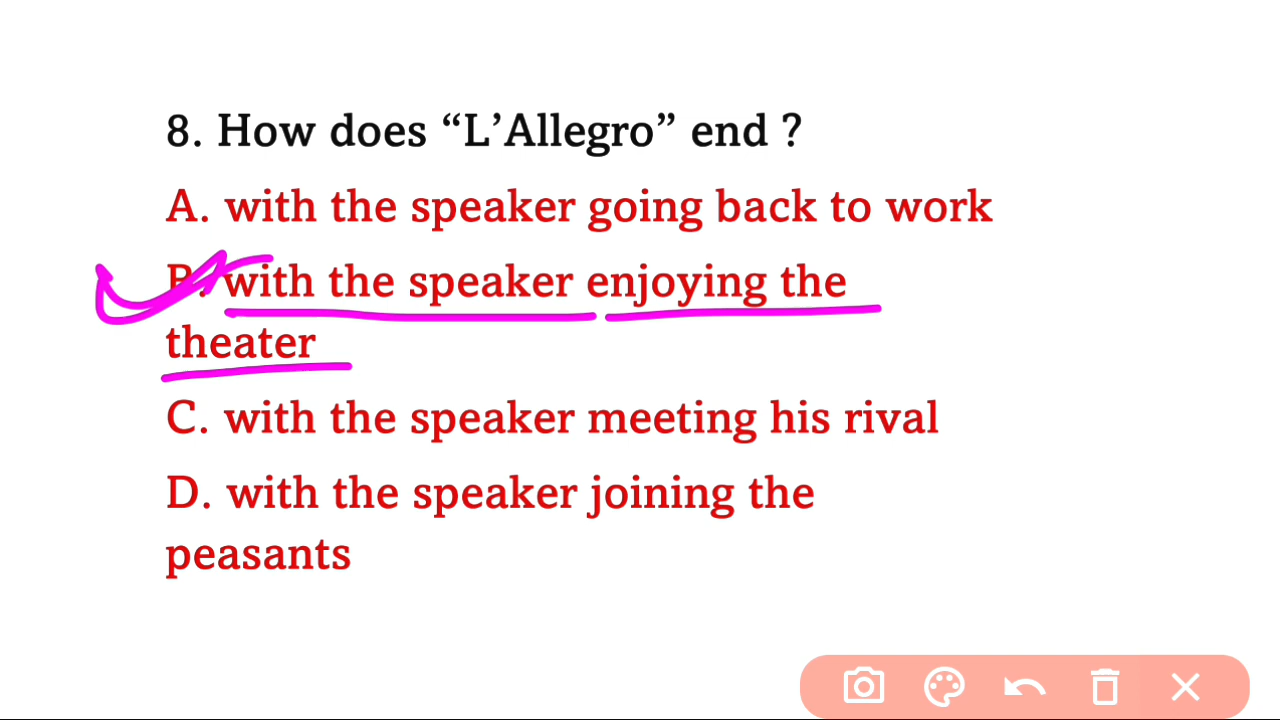 8. How does “L’Allegro” end ?
A. with the speaker going back to work
B. with the speaker enjoying the
theater
C. with the speaker meeting his rival
D. with the speaker joining the
peasants